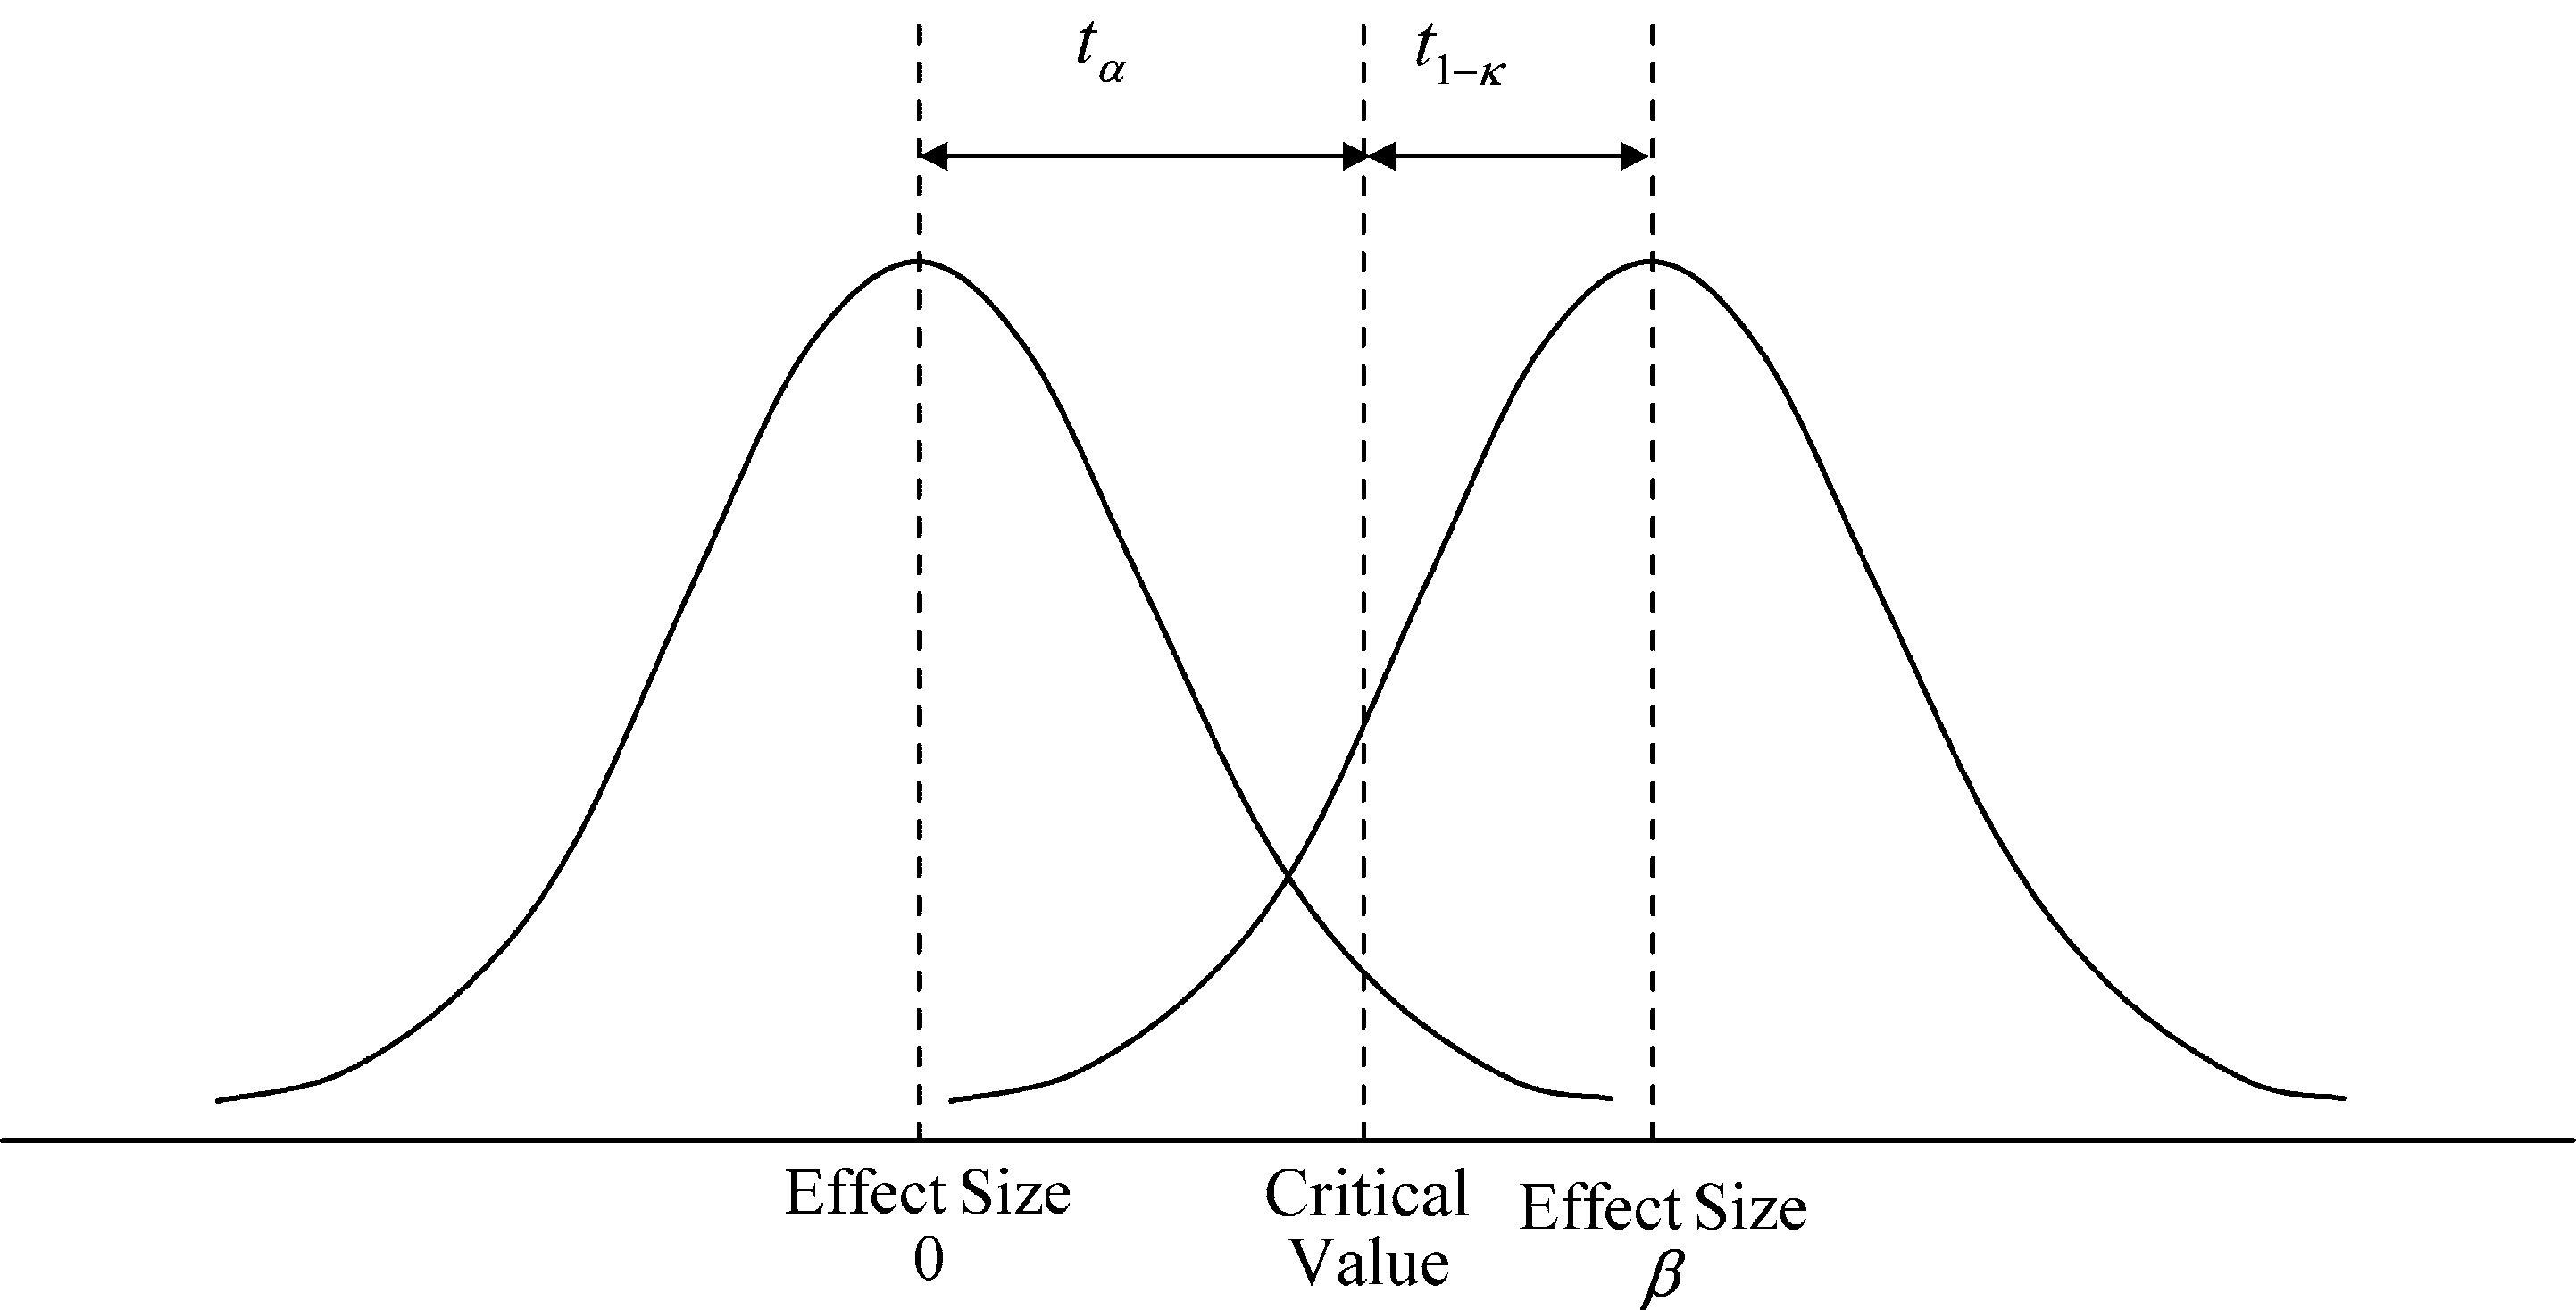 tα
t1−κ
Effect Size
0
Critical
Value
Effect Size
β